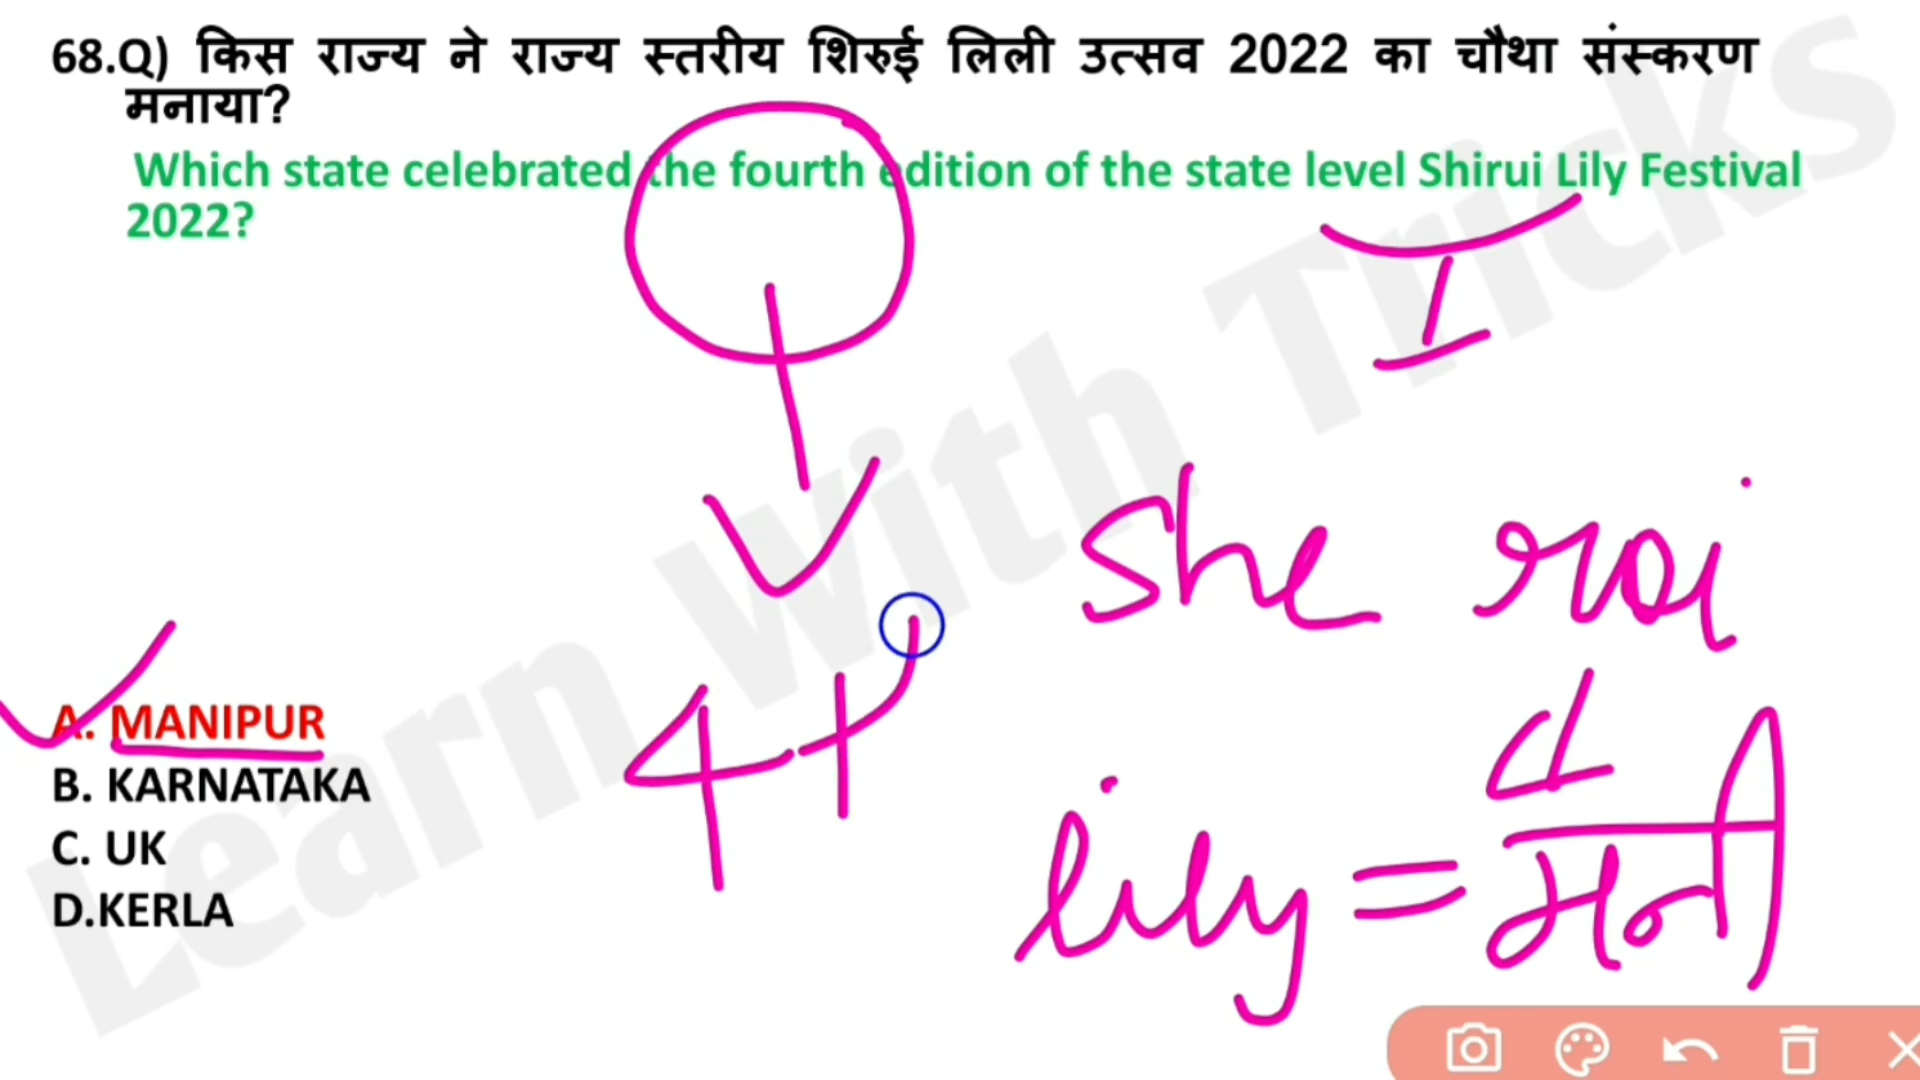 68.Q) किस राज्य ने राज्य स्तरीय शिरुई लिली उत्सव 2022 का चौथा संस्करण
मनाया?
Which state celebrated the fourth edition of the state level Shirui Lily Festival
2022?
She roi
lily = मनी
4th
A. MANIPUR
B. KARNATAKA
C. UK
D.KERLA
Learn With Tricks